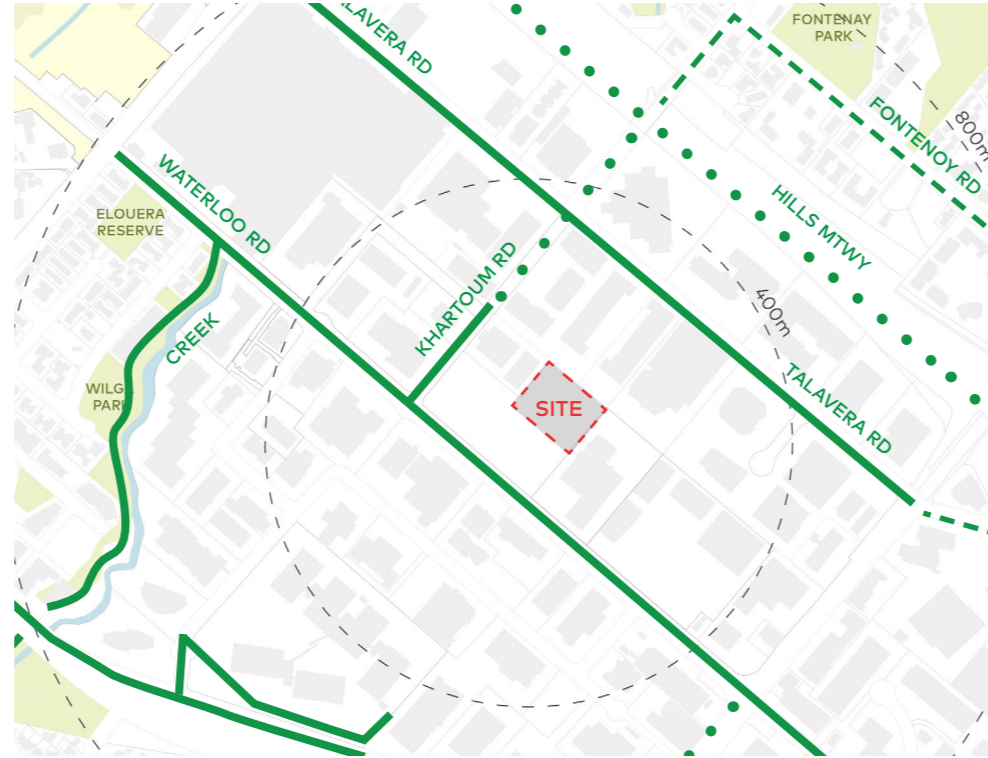 ALAVERA RD
FONTENAY
PARK
FONTENOY RD
800m
WATERLOO RD
ELOUERA
RESERVE
HILLS MTWY
KHARTOUM RD
400m
CREEK
WILGA
PARK
SITE
TALAVERA RD